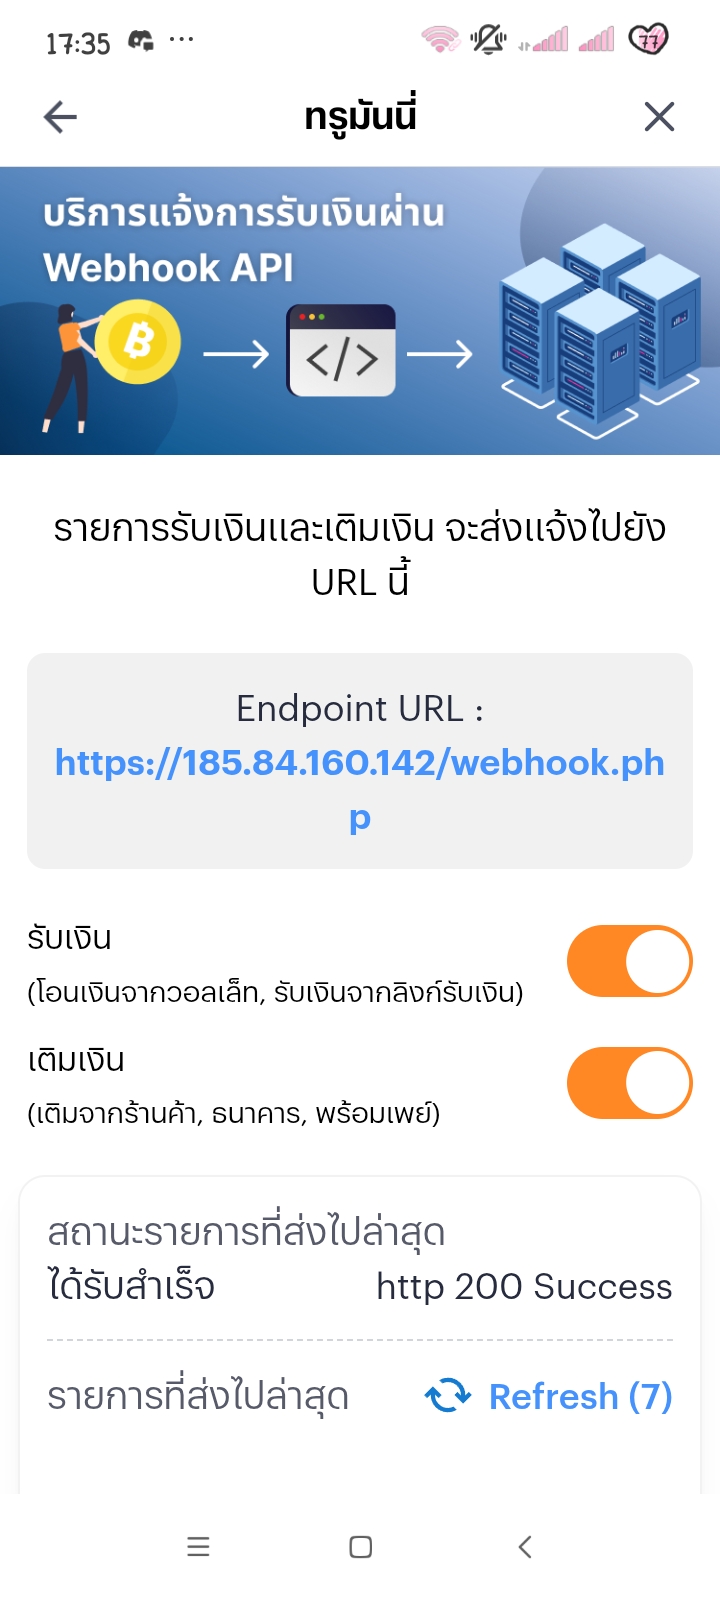 17:35
77
ทรูมันนี่
บริการแจ้งการรับเงินผ่าน
Webhook API
รายการรับเงินและเติมเงิน จะส่งแจ้งไปยัง
URL นี้
Endpoint URL :
https://185.84.160.142/webhook.ph
p
รับเงิน
(โอนเงินจากวอลเล็ท, รับเงินจากลิงก์รับเงิน)
เติมเงิน
(เติมจากร้านค้า, ธนาคาร, พร้อมเพย์)
สถานะรายการที่ส่งไปล่าสุด
ได้รับสำเร็จ http 200 Success
รายการที่ส่งไปล่าสุด Refresh (7)